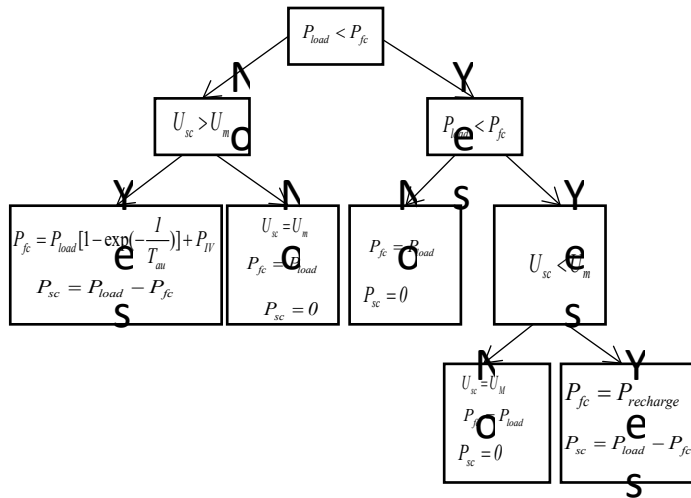 P_load < P_fc
No
Yes
U_sc > U_m
P_load < P_fc
Yes
No
No
Yes
P_fc = P_load [1 − exp(− 1/T_au)] + P_IV
P_sc = P_load − P_fc
U_sc = U_m
P_fc = P_load
P_sc = 0
P_fc = P_load
P_sc = 0
U_sc < U_m
No
Yes
U_sc = U_M
P_fc = P_load
P_sc = 0
P_fc = P_recharge
P_sc = P_load − P_fc